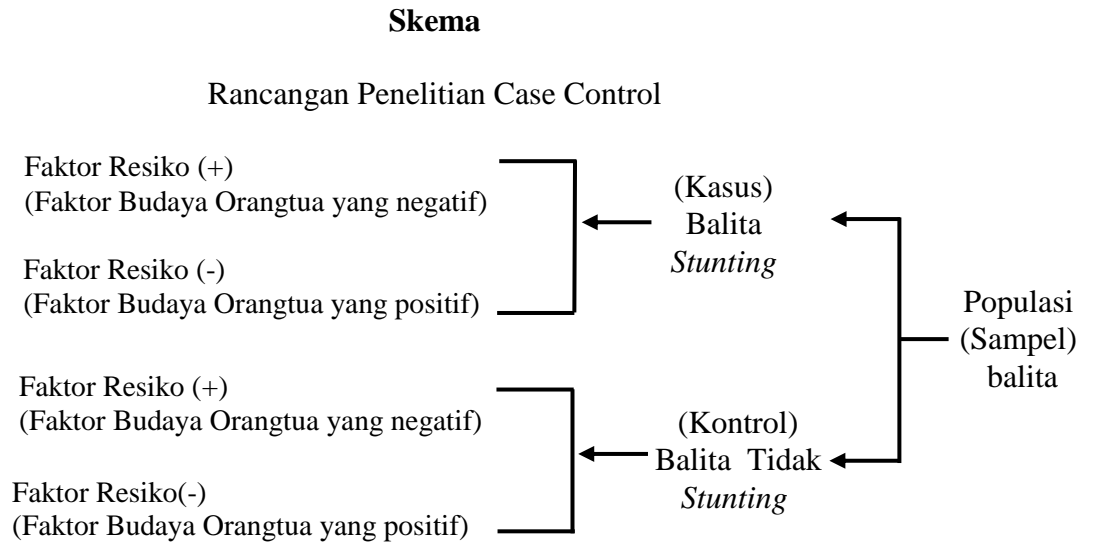 Skema
Rancangan Penelitian Case Control
Faktor Resiko (+)
(Faktor Budaya Orangtua yang negatif)
Faktor Resiko (-)
(Faktor Budaya Orangtua yang positif)
Faktor Resiko (+)
(Faktor Budaya Orangtua yang negatif)
Faktor Resiko(-)
(Faktor Budaya Orangtua yang positif)
(Kasus)
Balita
Stunting
(Kontrol)
Balita Tidak
Stunting
Populasi
(Sampel)
balita